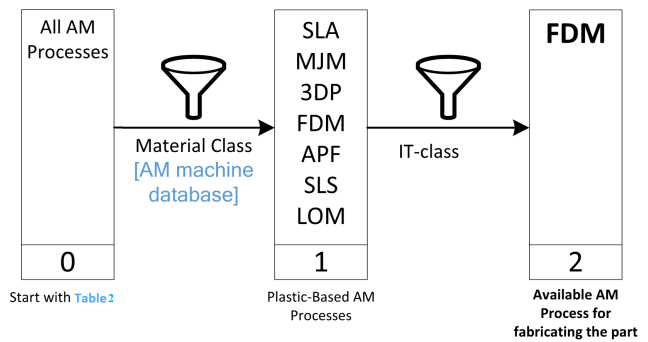 All AM
Processes
0
Start with Table 2
Material Class
[AM machine
database]
SLA
MJM
3DP
FDM
APF
SLS
LOM
1
Plastic-Based AM
Processes
IT-class
FDM
2
Available AM
Process for
fabricating the part